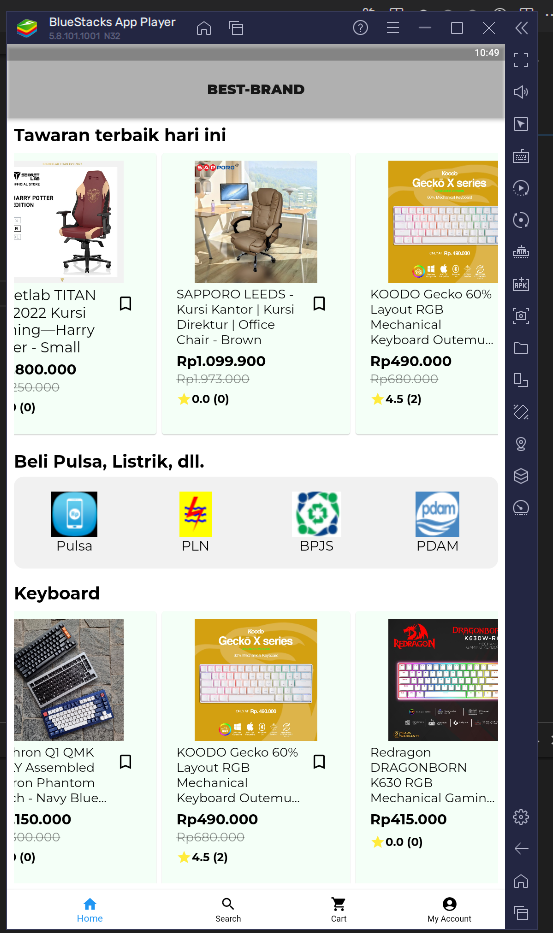 BlueStacks App Player
5.8.101.1001 N32
10:49
BEST-BRAND
Tawaran terbaik hari ini
OFFICIAL STORE
HARRY POTTER
EDITION
etlab TITAN
2022 Kursi
ning—Harry
er - Small
800.000
250.000
(0)
SAPPORO
SAPPORO LEEDS -
Kursi Kantor | Kursi
Direktur | Office
Chair - Brown
Rp1.099.900
Rp1.973.000
0.0 (0)
Koodo
Gecko X series
Rp. 490.000
KOODO Gecko 60%
Layout RGB
Mechanical
Keyboard Outemu...
Rp490.000
Rp680.000
4.5 (2)
Beli Pulsa, Listrik, dll.
pdam
Pulsa
PLN
BPJS
PDAM
Keyboard
hron Q1 QMK
Y Assembled
ron Phantom
ch - Navy Blue...
.150.000
500.000
(0)
Koodo
Gecko X series
Rp. 490.000
KOODO Gecko 60%
Layout RGB
Mechanical
Keyboard Outemu...
Rp490.000
Rp680.000
4.5 (2)
REDRAGON
DRAGONBORN
K630W-R
Redragon
DRAGONBORN
K630 RGB
Mechanical Gamin...
Rp415.000
0.0 (0)
Home
Search
Cart
My Account